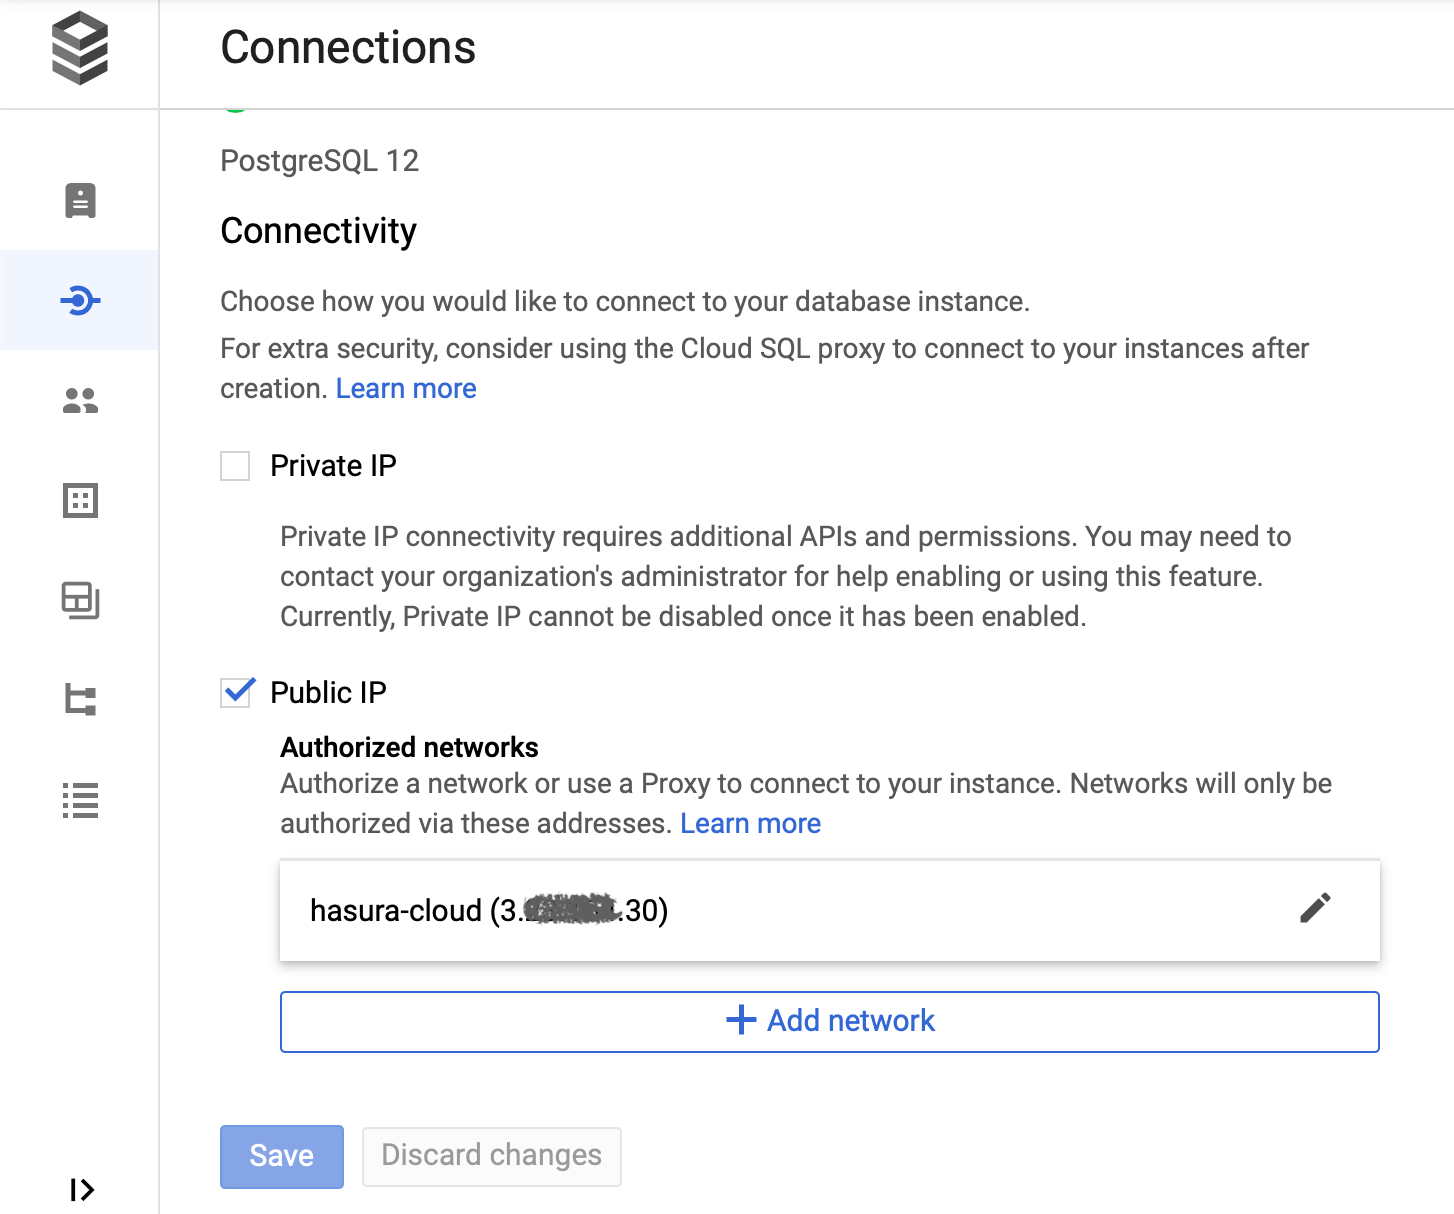 Connections
PostgreSQL 12
Connectivity
Choose how you would like to connect to your database instance.
For extra security, consider using the Cloud SQL proxy to connect to your instances after
creation. Learn more
Private IP
Private IP connectivity requires additional APIs and permissions. You may need to
contact your organization's administrator for help enabling or using this feature.
Currently, Private IP cannot be disabled once it has been enabled.
Public IP
Authorized networks
Authorize a network or use a Proxy to connect to your instance. Networks will only be
authorized via these addresses. Learn more
hasura-cloud (3. .30)
Add network
Save
Discard changes